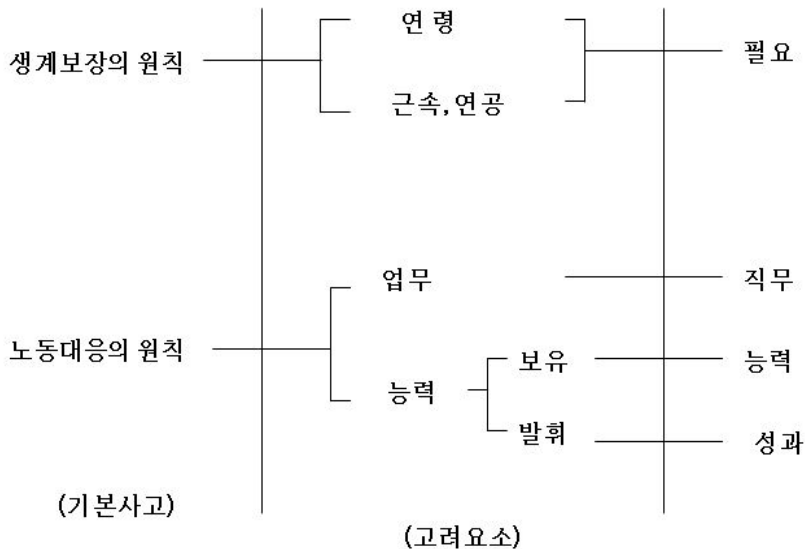 연 령
생계보장의 원칙
필요
근속,연공
업무
직무
노동대응의 원칙
보유
능력
능력
발휘
성과
(기본사고)
(고려요소)